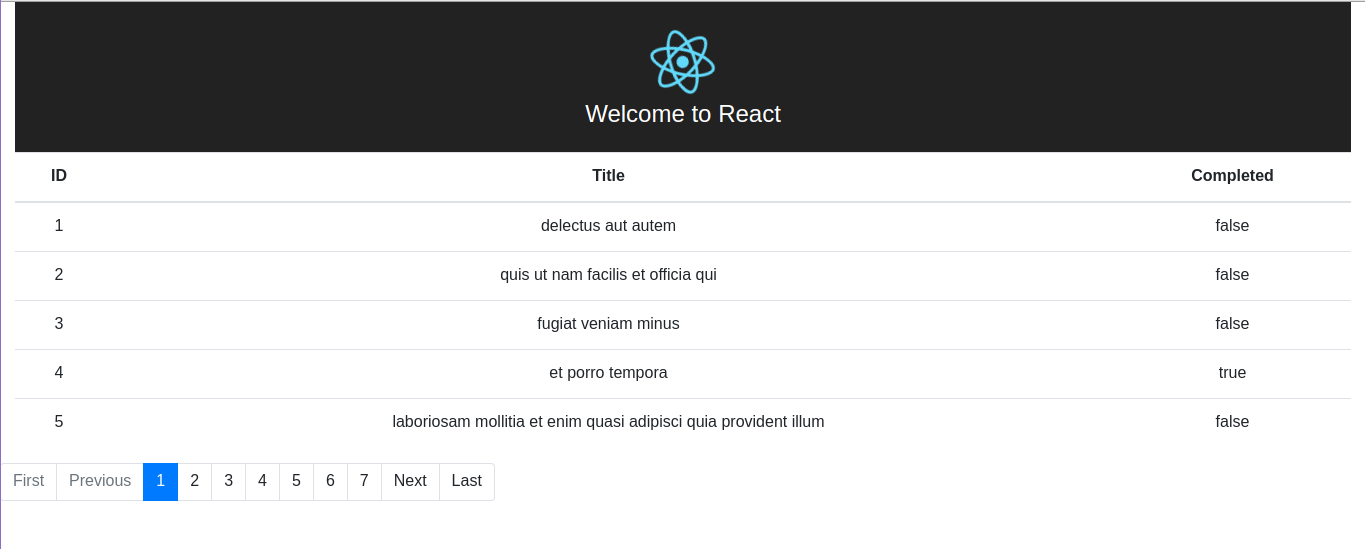 Welcome to React
ID Title Completed
1 delectus aut autem false
2 quis ut nam facilis et officia qui false
3 fugiat veniam minus false
4 et porro tempora true
5 laboriosam mollitia et enim quasi adipisci quia provident illum false
First Previous 1 2 3 4 5 6 7 Next Last